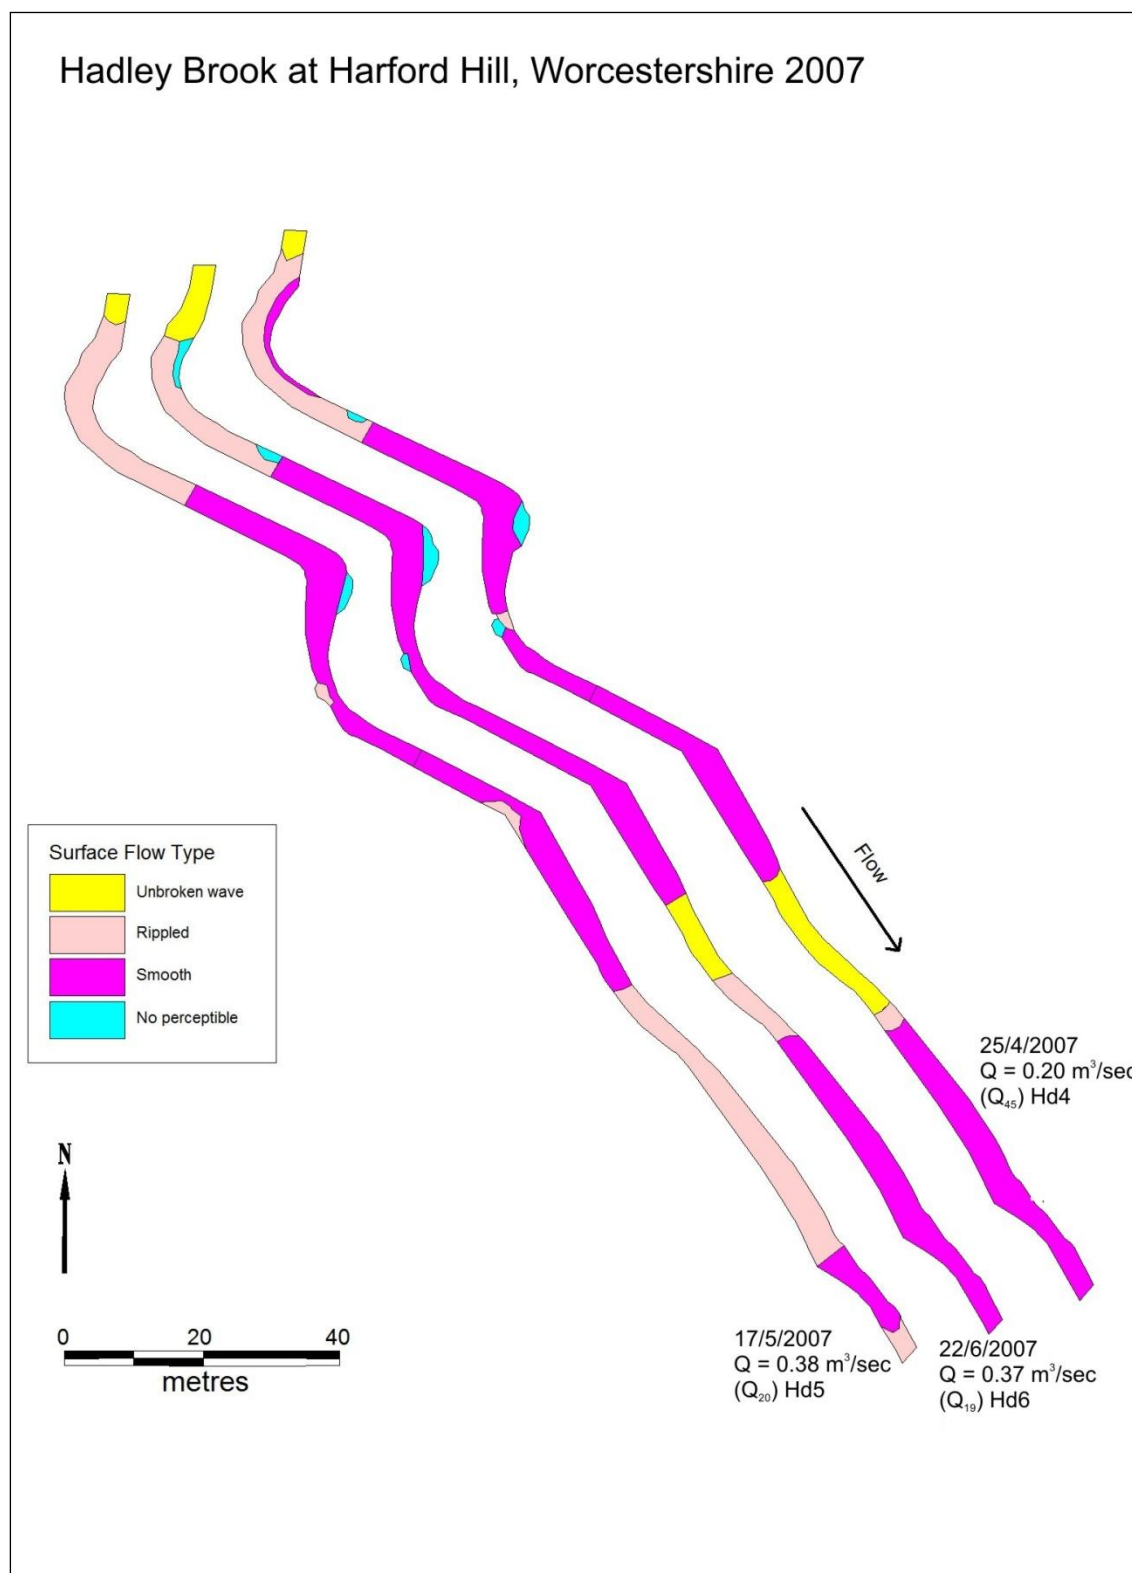 Hadley Brook at Harford Hill, Worcestershire 2007
Flow
Surface Flow Type
Unbroken wave
Rippled
Smooth
No perceptible
25/4/2007
Q = 0.20 m³/sec
(Q₄₅) Hd4
N
0 20 40
metres
17/5/2007
Q = 0.38 m³/sec
(Q₂₀) Hd5
22/6/2007
Q = 0.37 m³/sec
(Q₁₉) Hd6